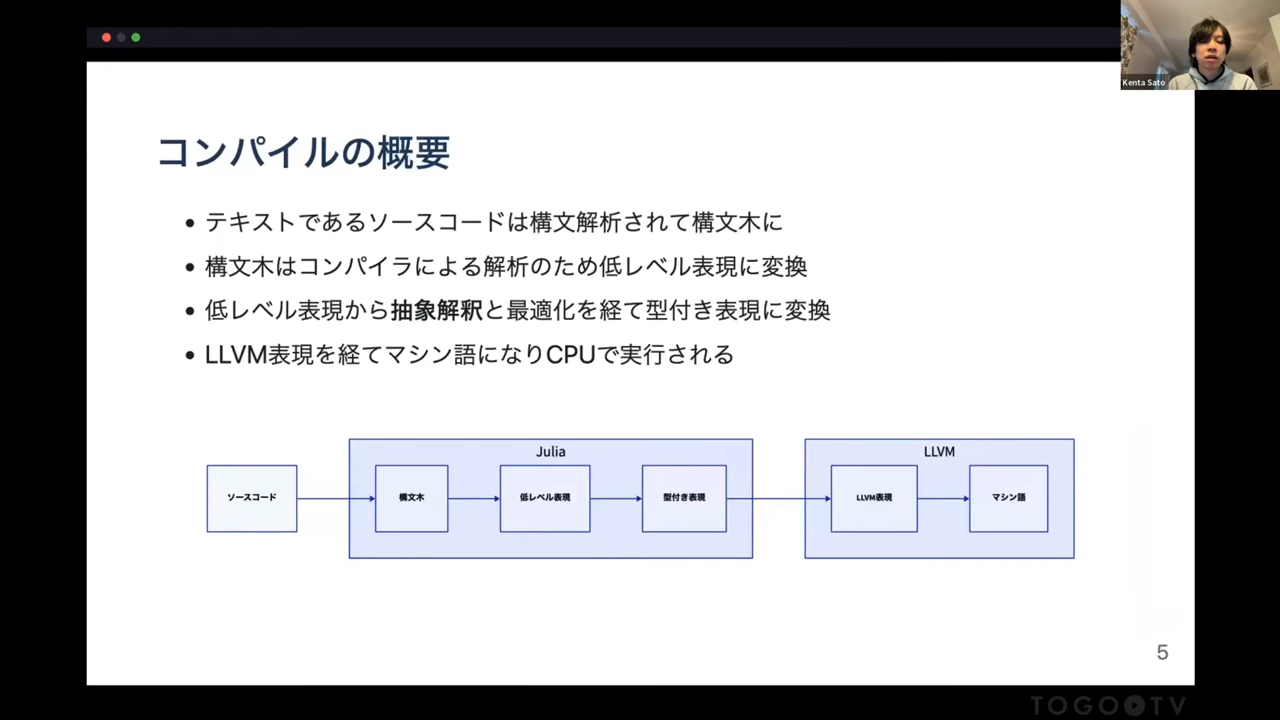 Kenta Sato
コンパイルの概要
• テキストであるソースコードは構文解析されて構文木に
• 構文木はコンパイラによる解析のため低レベル表現に変換
• 低レベル表現から抽象解釈と最適化を経て型付き表現に変換
• LLVM表現を経てマシン語になりCPUで実行される
Julia
LLVM
ソースコード
構文木
低レベル表現
型付き表現
LLVM表現
マシン語
5
TOGO TV